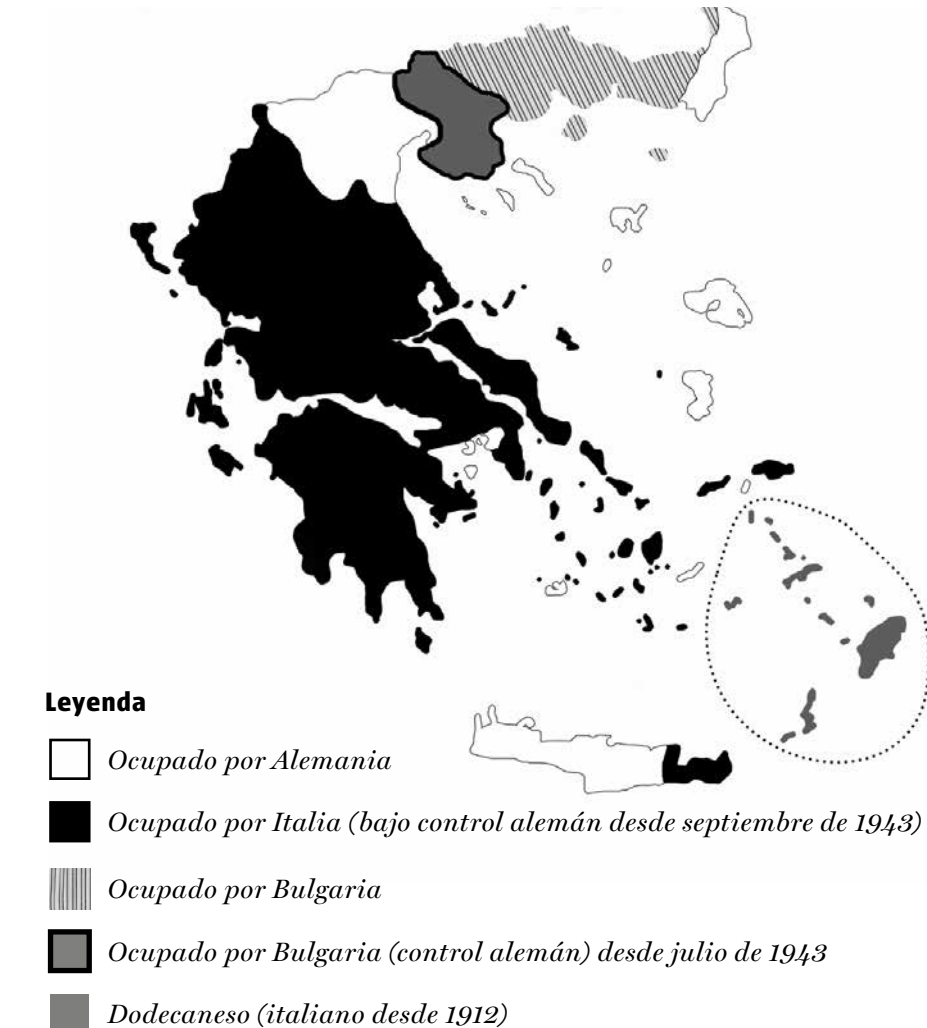 Leyenda
Ocupado por Alemania
Ocupado por Italia (bajo control alemán desde septiembre de 1943)
Ocupado por Bulgaria
Ocupado por Bulgaria (control alemán) desde julio de 1943
Dodecaneso (italiano desde 1912)